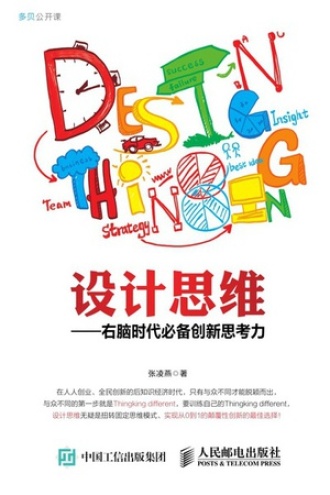 多贝公开课
DESIGN
success
failure
Insight
THINGKING
business
Team
basic idea
Strategy
设计思维
——右脑时代必备创新思考力
张凌燕◎著
在人人创业、全民创新的后知识经济时代，只有与众不同才能脱颖而出，
与众不同的第一步就是Thingking different，要训练自己的Thingking different，
设计思维无疑是扭转固定思维模式、实现从0到1的颠覆性创新的最佳选择！
中国工信出版集团
人民邮电出版社
POSTS & TELECOM PRESS